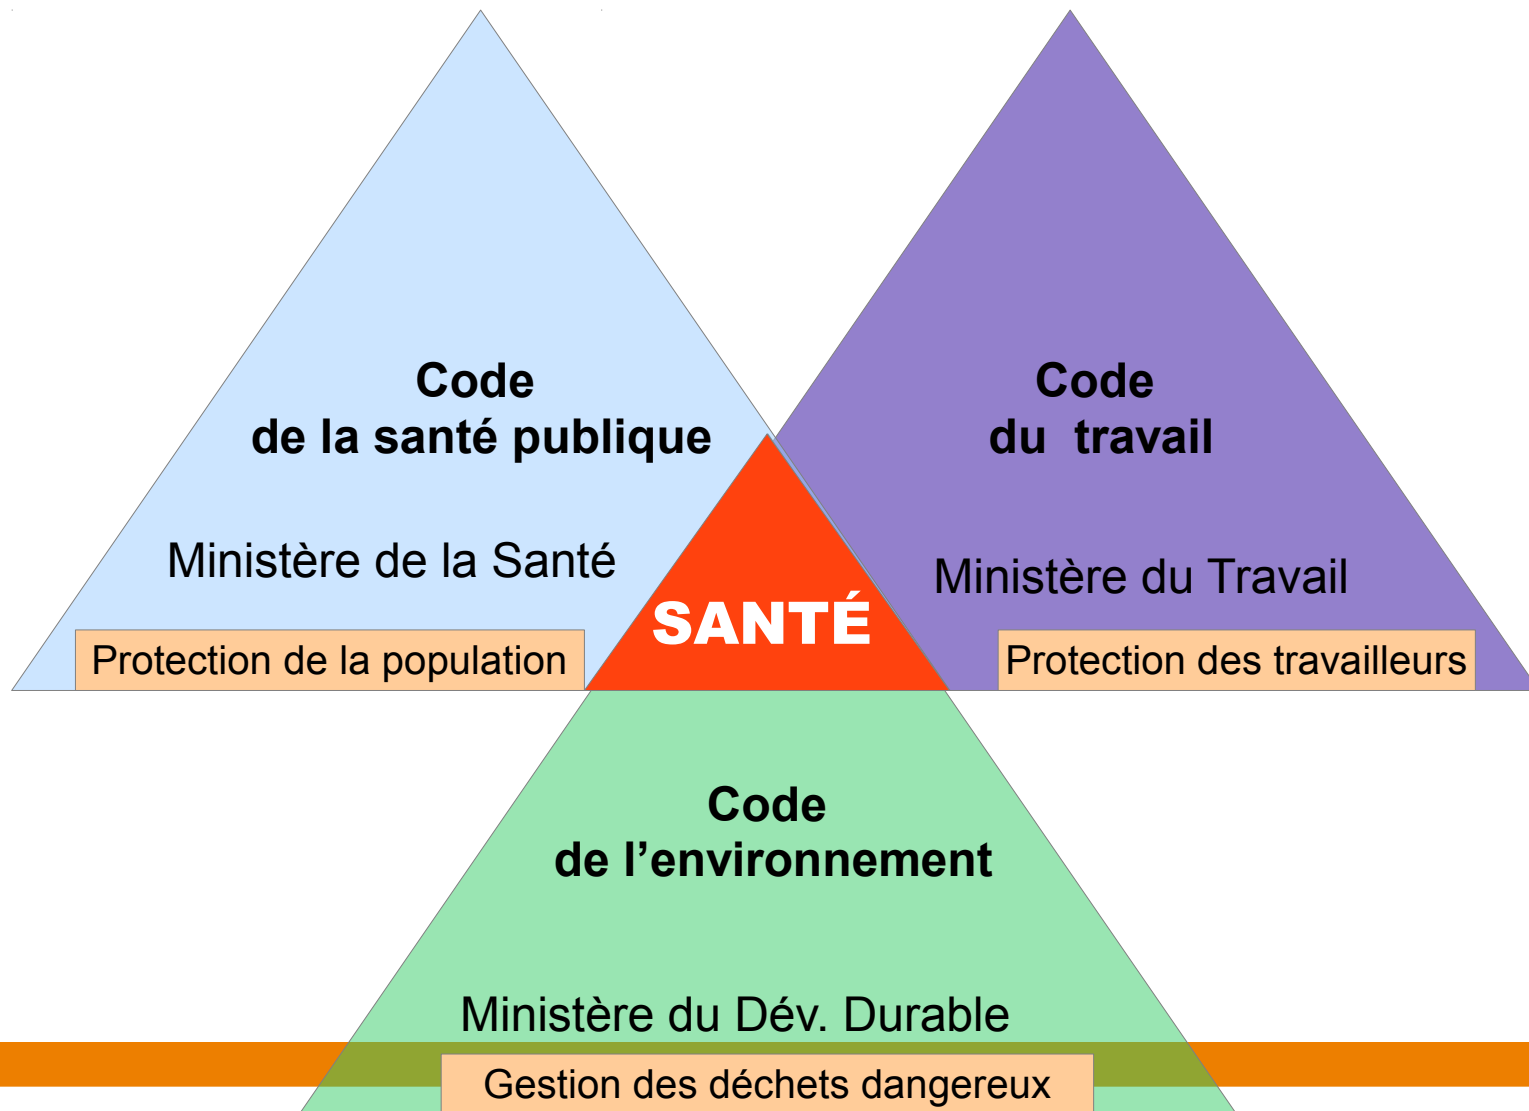 Code
de la santé publique
Ministère de la Santé
Protection de la population
Code
du travail
Ministère du Travail
Protection des travailleurs
SANTÉ
Code
de l’environnement
Ministère du Dév. Durable
Gestion des déchets dangereux